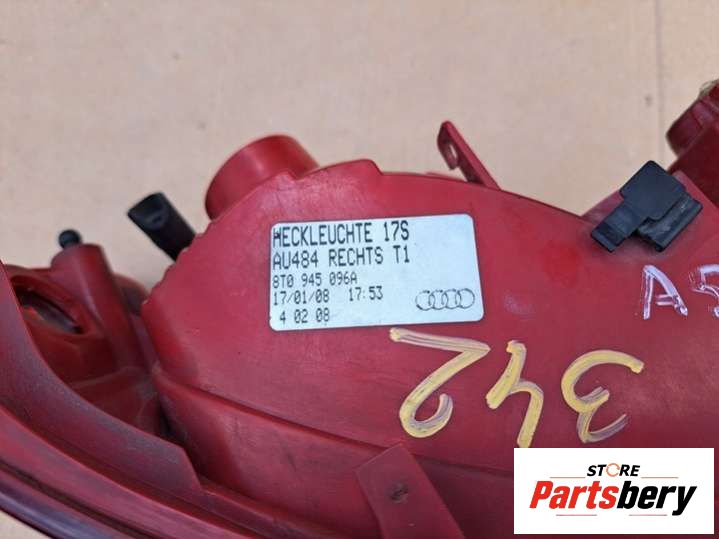 HECKLEUCHTE 17S
AU484 RECHTS T1
8T0 945 096A
17/01/08 17:53
4 02 08
A5
342
STORE
Partsbery